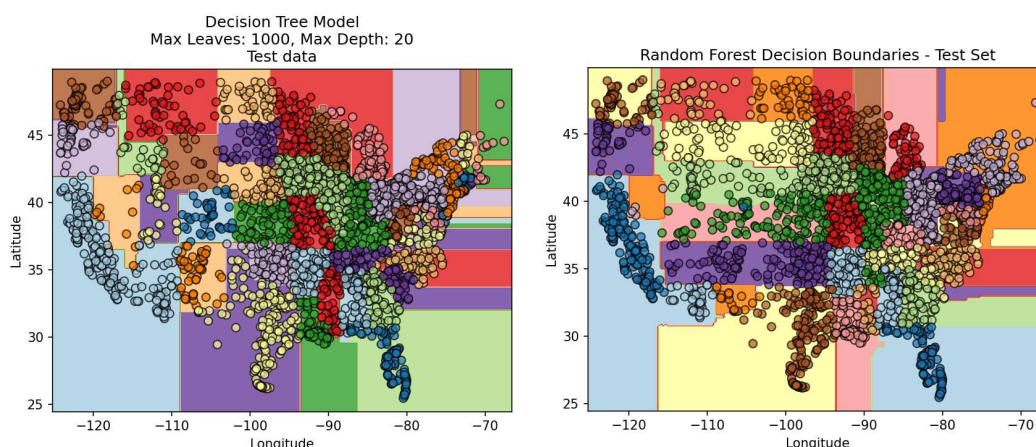 Decision Tree Model
Max Leaves: 1000, Max Depth: 20
Test data
Latitude
45
40
35
30
25
−120
−110
−100
−90
−80
−70
Longitude
Random Forest Decision Boundaries - Test Set
Latitude
45
40
35
30
25
−120
−110
−100
−90
−80
−70
Longitude